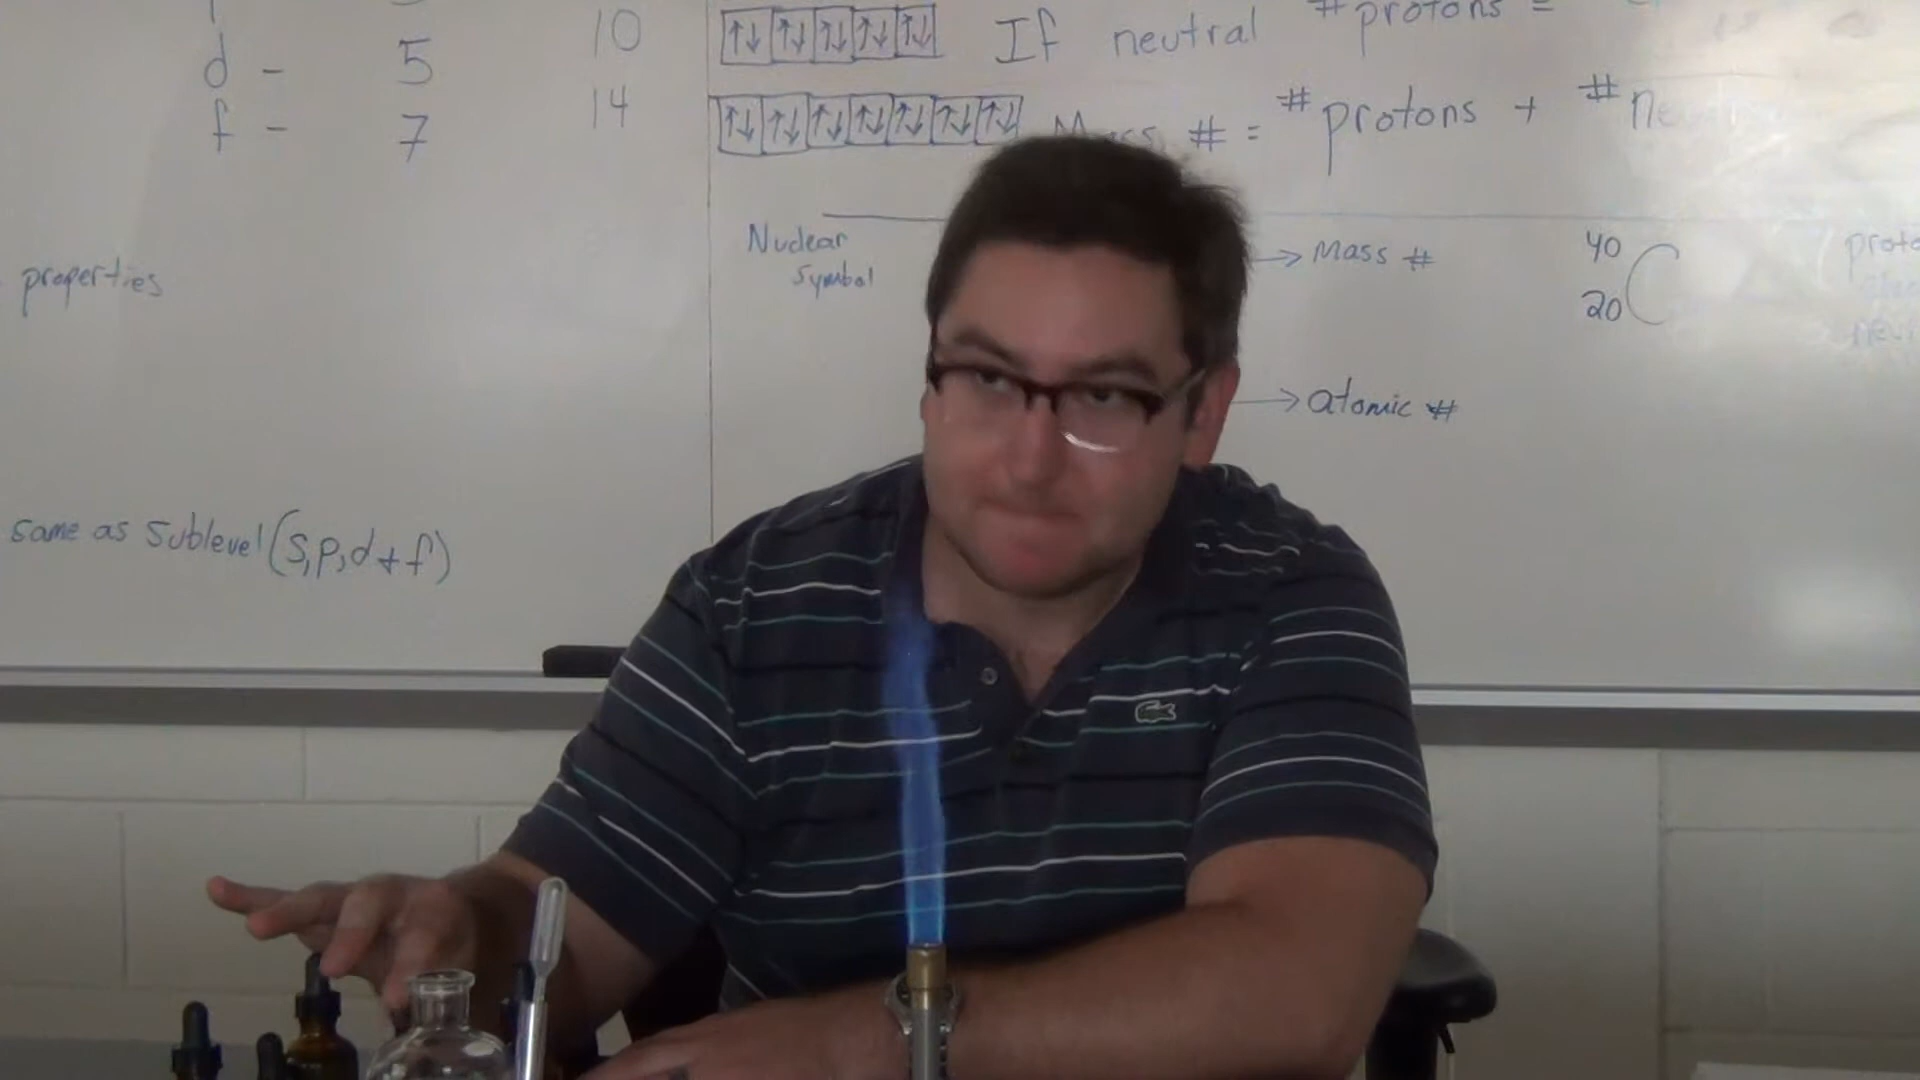 10
d - 5
If neutral # protons =
f - 7 14
Mass # = # protons + #
Nuclear
symbol
→ Mass #
40
20
C
properties
→ atomic #
same as sublevel (s,p,d + f)